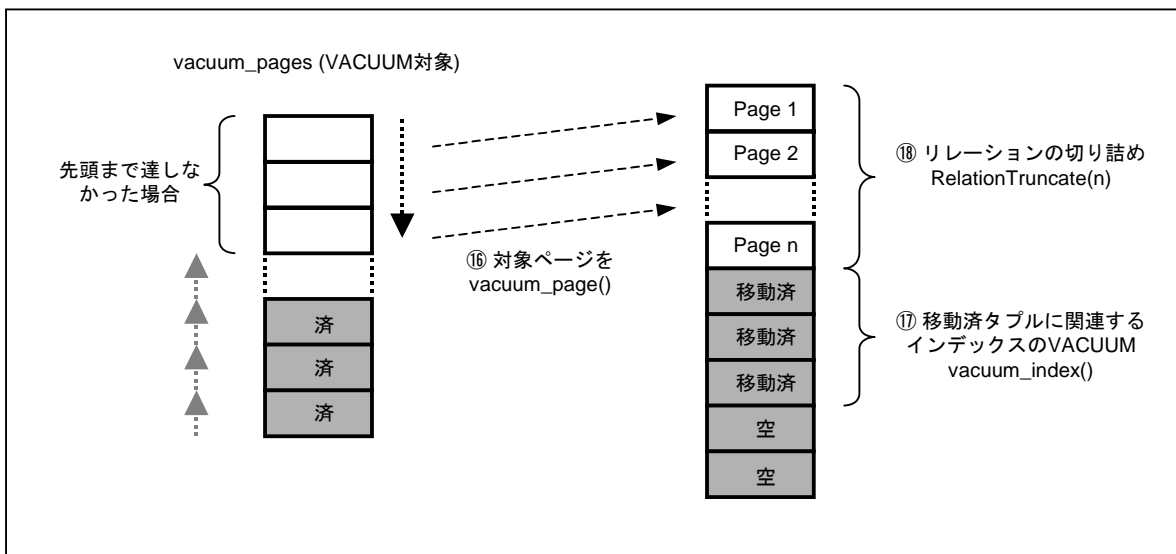 vacuum_pages (VACUUM対象)
先頭まで達しな
かった場合
済
済
済
⑯ 対象ページを
vacuum_page()
Page 1
Page 2
Page n
移動済
移動済
移動済
空
空
⑱ リレーションの切り詰め
RelationTruncate(n)
⑰ 移動済タプルに関連する
インデックスのVACUUM
vacuum_index()